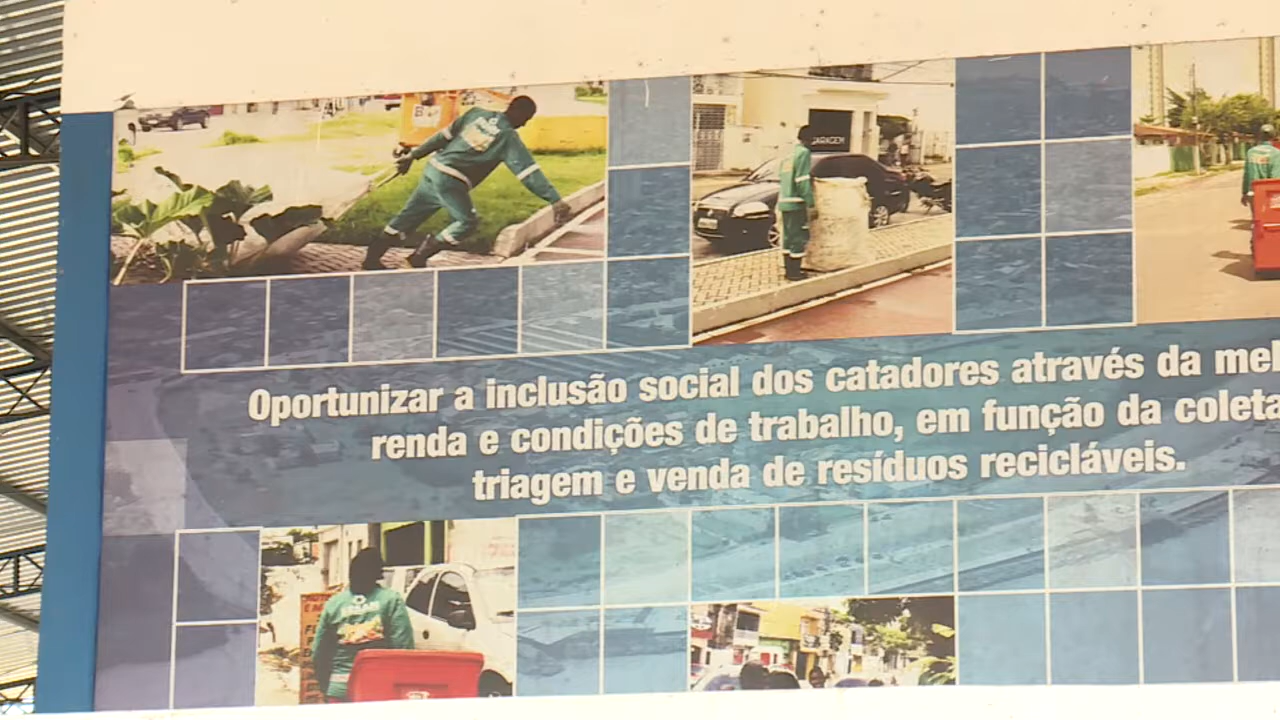 Oportunizar a inclusão social dos catadores através da mel
renda e condições de trabalho, em função da coleta
triagem e venda de resíduos recicláveis.